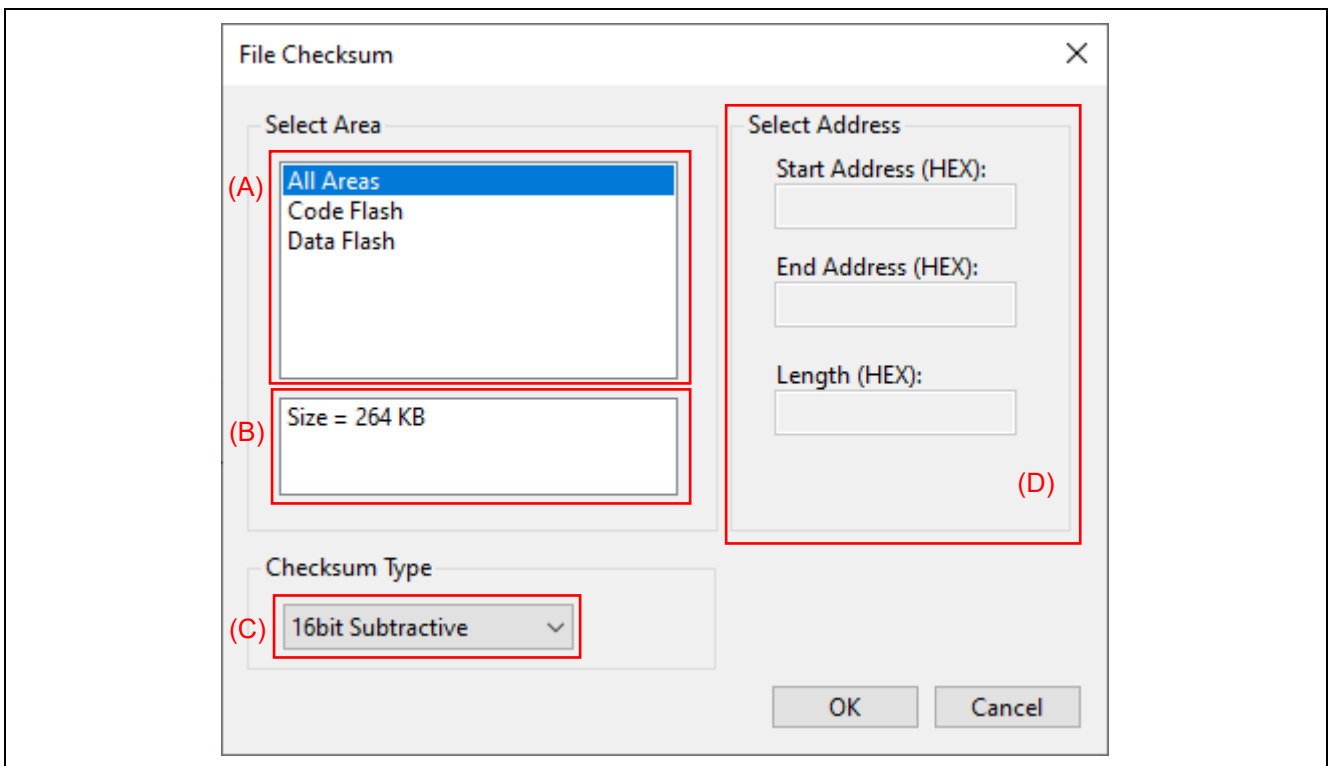 File Checksum
Select Area
(A)
All Areas
Code Flash
Data Flash
(B)
Size = 264 KB
Checksum Type
(C)
16bit Subtractive
Select Address
Start Address (HEX):
End Address (HEX):
Length (HEX):
(D)
OK
Cancel